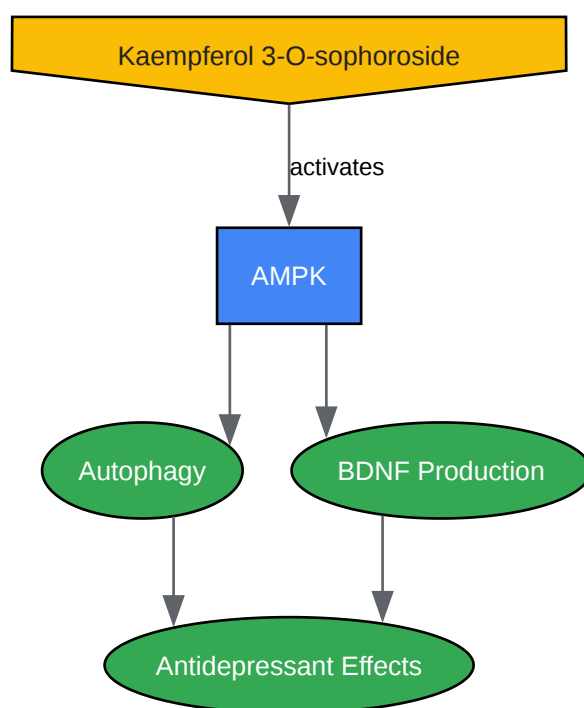 Kaempferol 3-O-sophoroside
activates
AMPK
Autophagy
BDNF Production
Antidepressant Effects